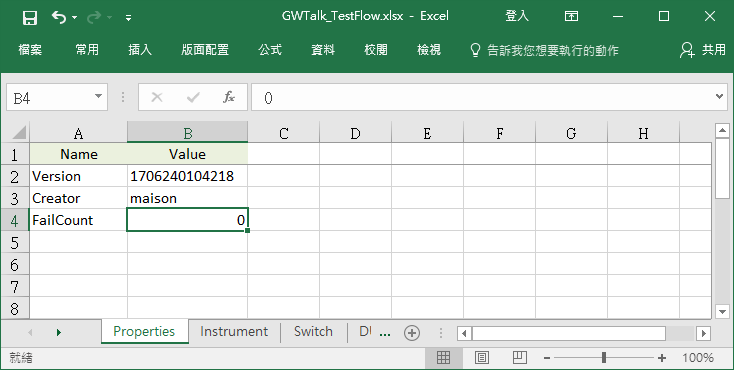 GWTalk_TestFlow.xlsx - Excel 登入
檔案 常用 插入 版面配置 公式 資料 校閱 檢視 告訴我您想要執行的動作 共用
B4 fx 0
A B C D E F G H
1 Name Value
2 Version 1706240104218
3 Creator maison
4 FailCount 0
5
6
7
8
Properties Instrument Switch DU ...
就緒 100%